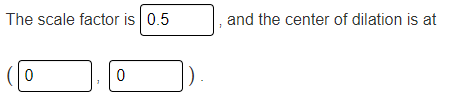 The scale factor is 0.5 , and the center of dilation is at
( 0 , 0 ) .